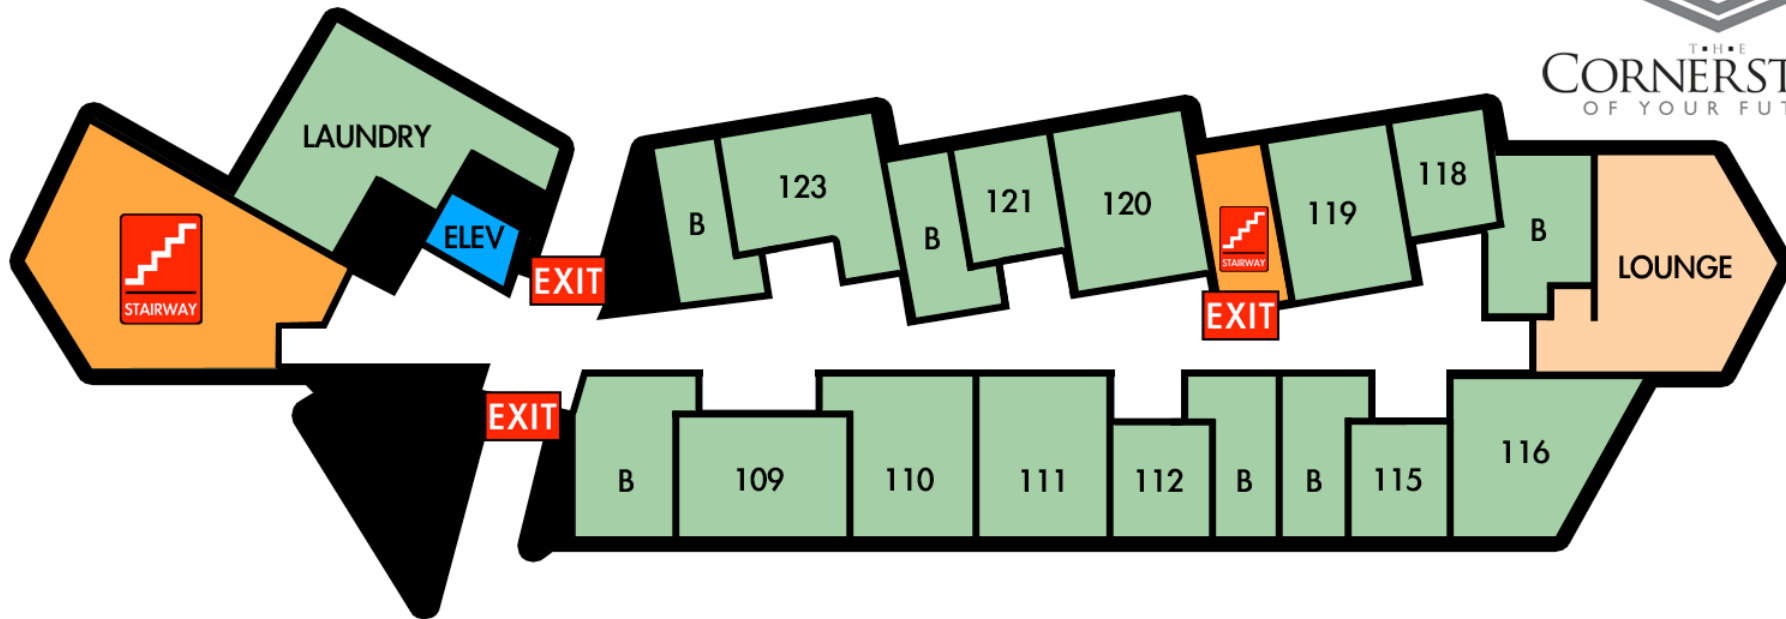 T·H·E
CORNERST
OF YOUR FUT
LAUNDRY
ELEV
STAIRWAY
EXIT
B
123
B
121
120
STAIRWAY
EXIT
119
118
B
LOUNGE
EXIT
B
109
110
111
112
B
B
115
116